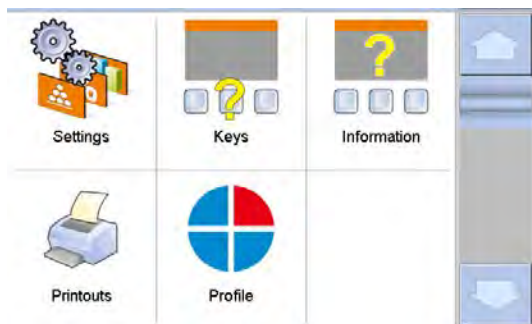 Settings
Keys
Information
Printouts
Profile